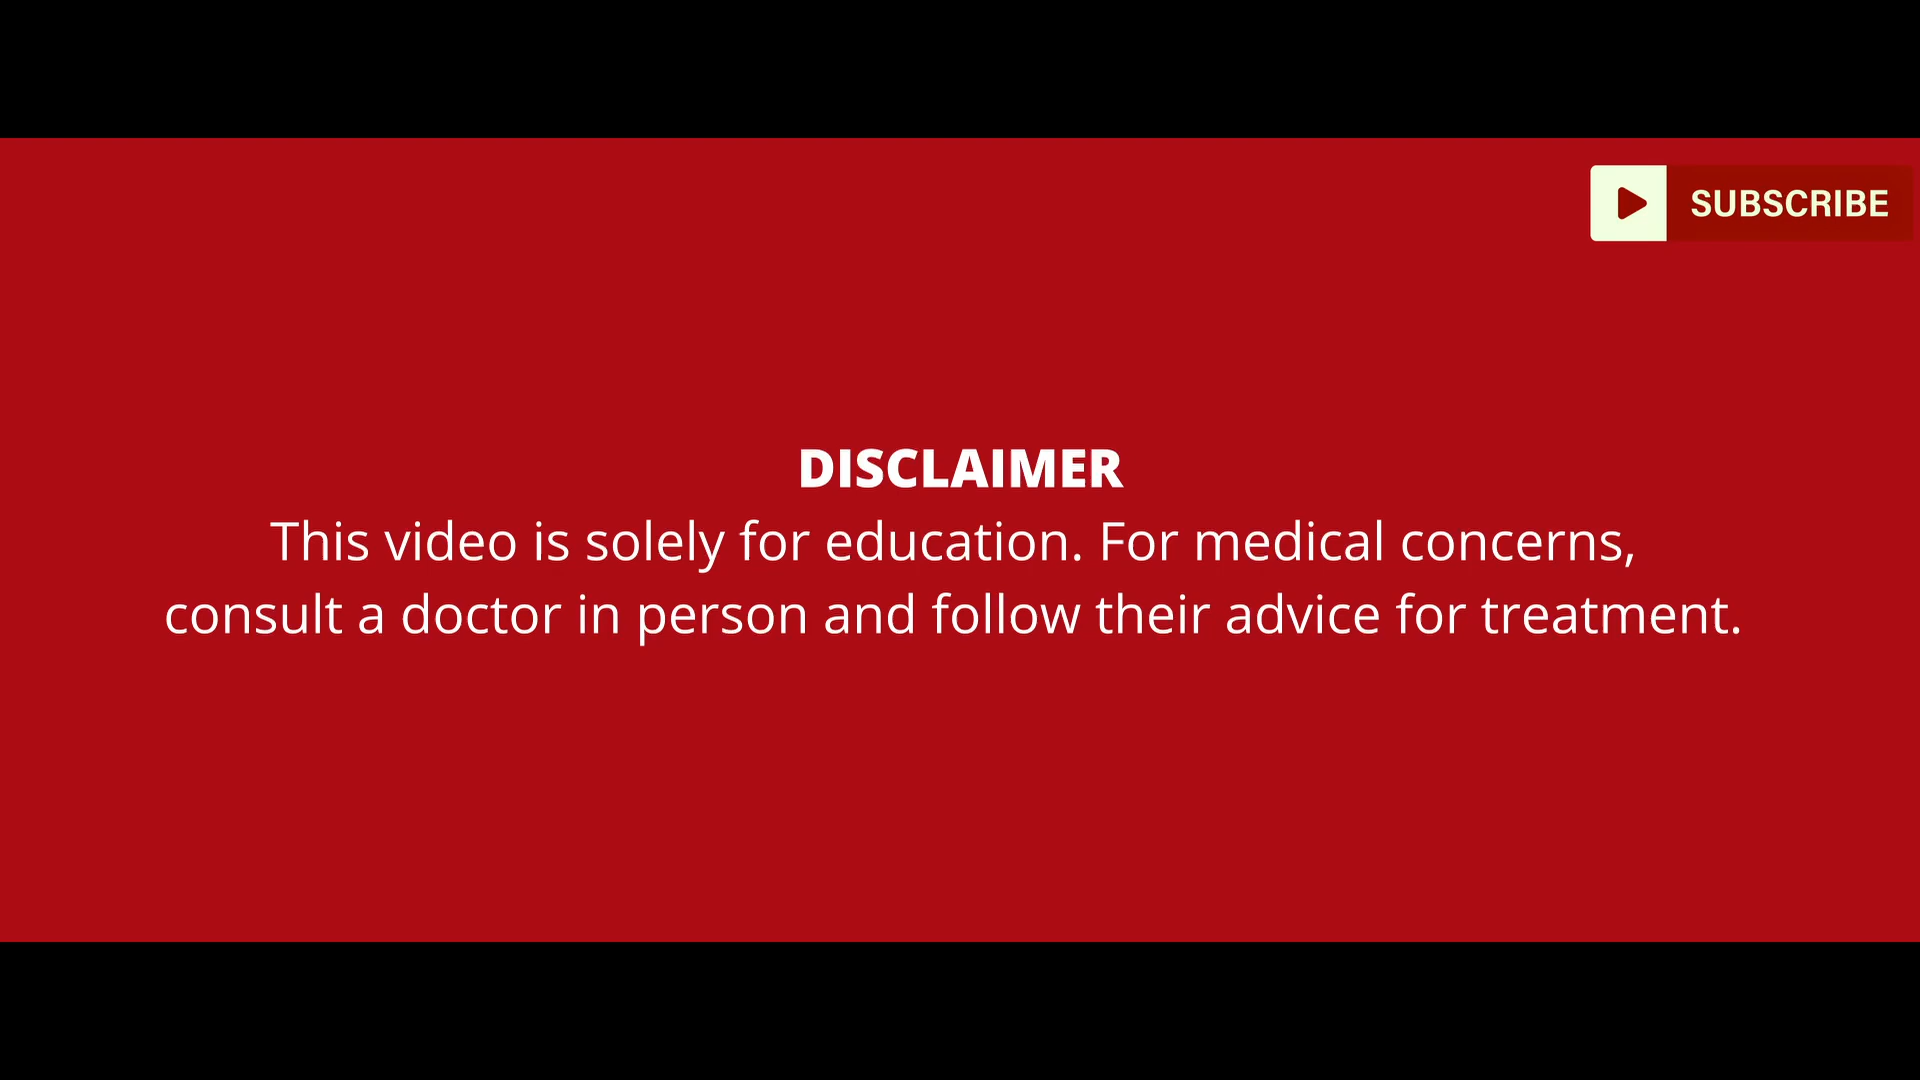 SUBSCRIBE
DISCLAIMER
This video is solely for education. For medical concerns,
consult a doctor in person and follow their advice for treatment.